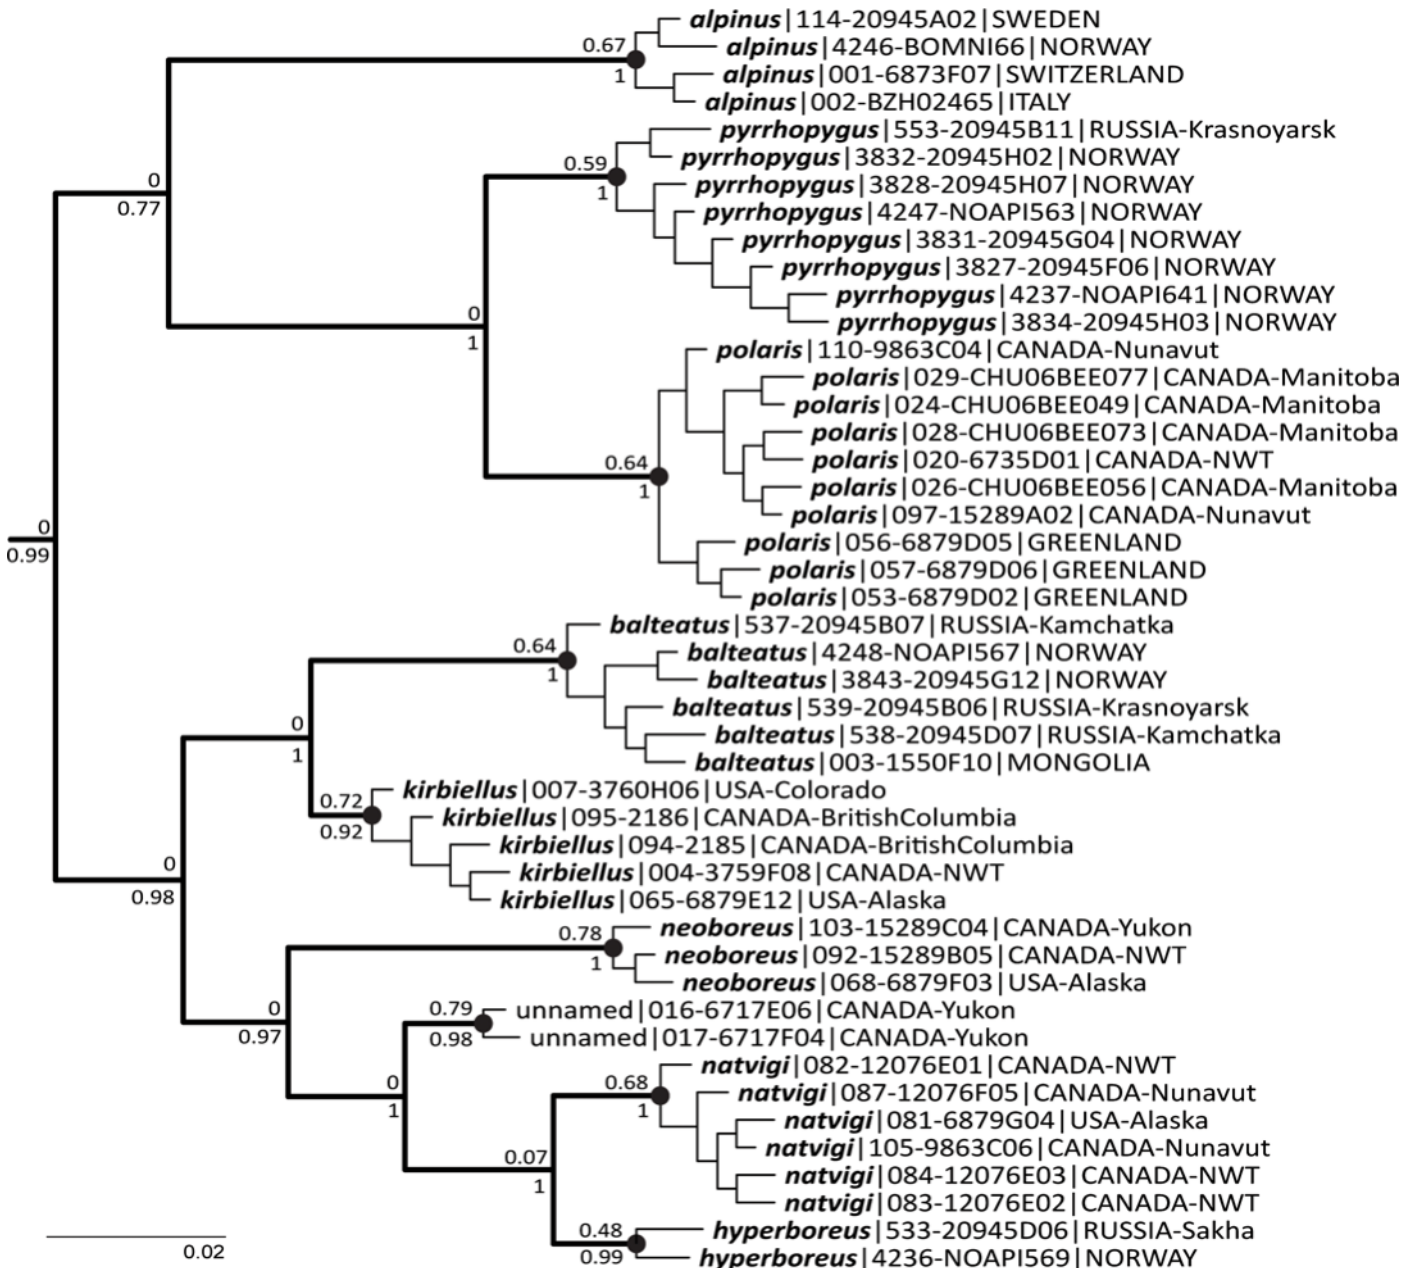 alpinus|114-20945A02|SWEDEN
0.67
alpinus|4246-BOMNI66|NORWAY
1
alpinus|001-6873F07|SWITZERLAND
alpinus|002-BZH02465|ITALY
pyrrhopygus|553-20945B11|RUSSIA-Krasnoyarsk
0.59
pyrrhopygus|3832-20945H02|NORWAY
0
1
pyrrhopygus|3828-20945H07|NORWAY
0.77
pyrrhopygus|4247-NOAPI563|NORWAY
pyrrhopygus|3831-20945G04|NORWAY
pyrrhopygus|3827-20945F06|NORWAY
pyrrhopygus|4237-NOAPI641|NORWAY
0
pyrrhopygus|3834-20945H03|NORWAY
1
polaris|110-9863C04|CANADA-Nunavut
polaris|029-CHU06BEE077|CANADA-Manitoba
polaris|024-CHU06BEE049|CANADA-Manitoba
polaris|028-CHU06BEE073|CANADA-Manitoba
0.64
polaris|020-6735D01|CANADA-NWT
1
polaris|026-CHU06BEE056|CANADA-Manitoba
polaris|097-15289A02|CANADA-Nunavut
0
polaris|056-6879D05|GREENLAND
0.99
polaris|057-6879D06|GREENLAND
polaris|053-6879D02|GREENLAND
balteatus|537-20945B07|RUSSIA-Kamchatka
0.64
balteatus|4248-NOAPI567|NORWAY
1
balteatus|3843-20945G12|NORWAY
balteatus|539-20945B06|RUSSIA-Krasnoyarsk
0
balteatus|538-20945D07|RUSSIA-Kamchatka
1
balteatus|003-1550F10|MONGOLIA
kirbiellus|007-3760H06|USA-Colorado
0.72
kirbiellus|095-2186|CANADA-BritishColumbia
0.92
kirbiellus|094-2185|CANADA-BritishColumbia
0
kirbiellus|004-3759F08|CANADA-NWT
0.98
kirbiellus|065-6879E12|USA-Alaska
neoboreus|103-15289C04|CANADA-Yukon
0.78
neoboreus|092-15289B05|CANADA-NWT
1
neoboreus|068-6879F03|USA-Alaska
0
0.79
unnamed|016-6717E06|CANADA-Yukon
0.97
0.98
unnamed|017-6717F04|CANADA-Yukon
natvigi|082-12076E01|CANADA-NWT
0
0.68
natvigi|087-12076F05|CANADA-Nunavut
1
1
natvigi|081-6879G04|USA-Alaska
natvigi|105-9863C06|CANADA-Nunavut
0.07
natvigi|084-12076E03|CANADA-NWT
1
natvigi|083-12076E02|CANADA-NWT
0.48
hyperboreus|533-20945D06|RUSSIA-Sakha
0.02
0.99
hyperboreus|4236-NOAPI569|NORWAY